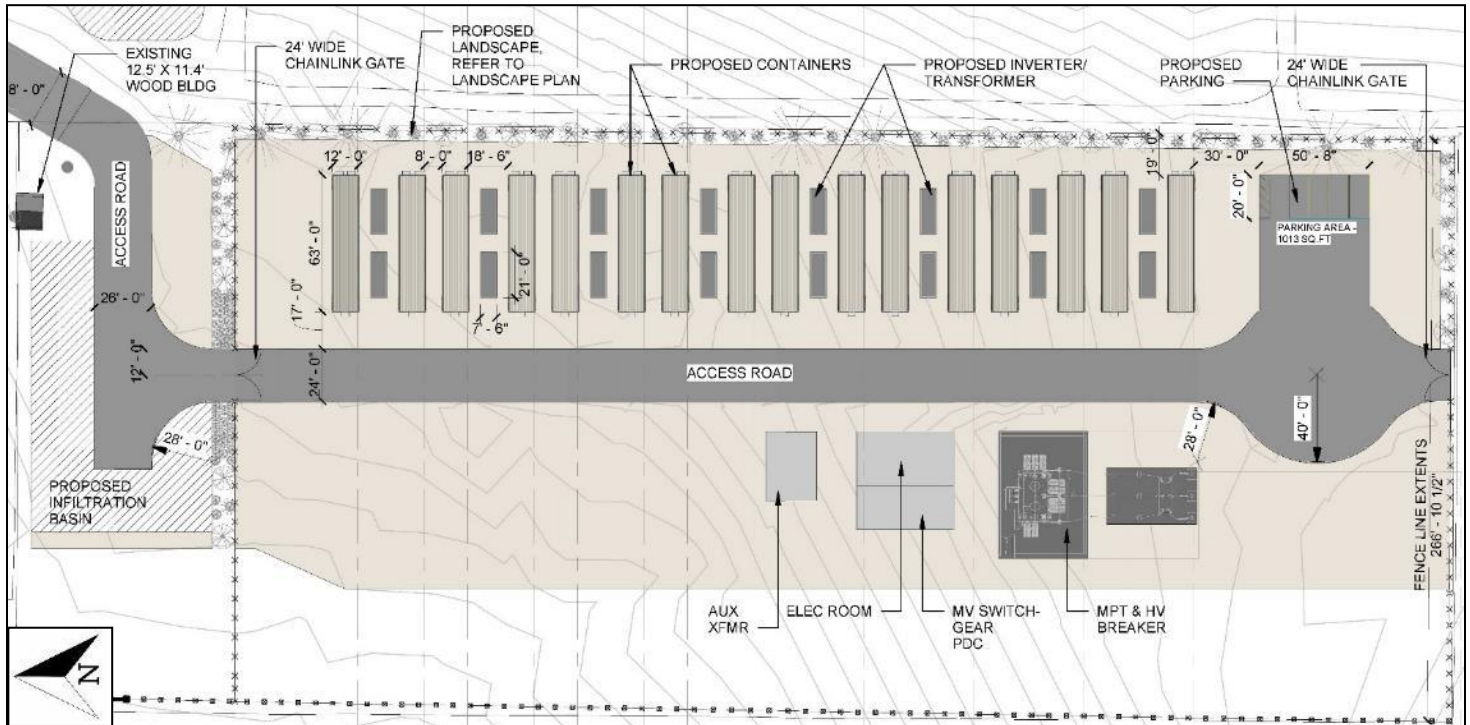 EXISTING
12.5' X 11.4'
WOOD BLDG
24' WIDE
CHAINLINK GATE
PROPOSED
LANDSCAPE,
REFER TO
LANDSCAPE PLAN
PROPOSED CONTAINERS
PROPOSED INVERTER/
TRANSFORMER
PROPOSED
PARKING
24' WIDE
CHAINLINK GATE
8' - 0"
12' - 0"
8' - 0"
18' - 6"
19' - 0"
30' - 0"
50' - 8"
20' - 0"
PARKING AREA -
1013 SQ.FT
ACCESS ROAD
63' - 0"
21' - 0"
7' - 6"
17' - 0"
26' - 0"
12' - 9"
24' - 0"
ACCESS ROAD
28' - 0"
28' - 0"
40' - 0"
PROPOSED
INFILTRATION
BASIN
FENCE LINE EXTENTS
266' - 10 1/2"
AUX
XFMR
ELEC ROOM
MV SWITCH-
GEAR
PDC
MPT & HV
BREAKER
N